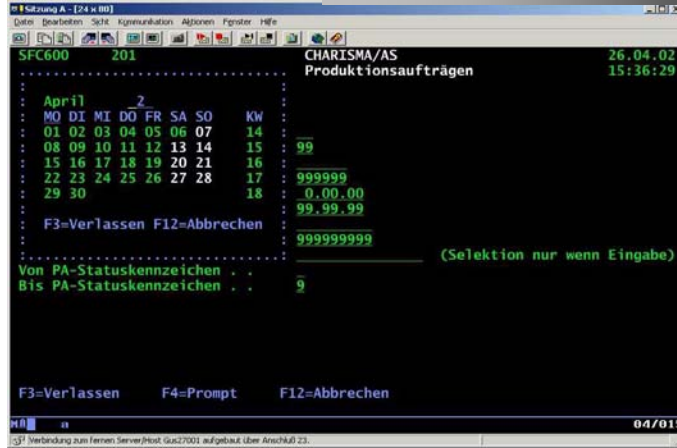 Sitzung A - [24 x 80]
Datei Bearbeiten Sicht Kommunikation Aktionen Fenster Hilfe
SFC600 201 CHARISMA/AS 26.04.02
Produktionsaufträgen 15:36:29
April 2
MO DI MI DO FR SA SO KW
01 02 03 04 05 06 07 14
08 09 10 11 12 13 14 15 99
15 16 17 18 19 20 21 16
22 23 24 25 26 27 28 17 999999
29 30 18 0.00.00
99.99.99
F3=Verlassen F12=Abbrechen
999999999
(Selektion nur wenn Eingabe)
Von PA-Statuskennzeichen . .
Bis PA-Statuskennzeichen . . 9
F3=Verlassen F4=Prompt F12=Abbrechen
MA a 04/015
Verbindung zum fernen Server/Host Gus27001 aufgebaut über Anschluß 23.